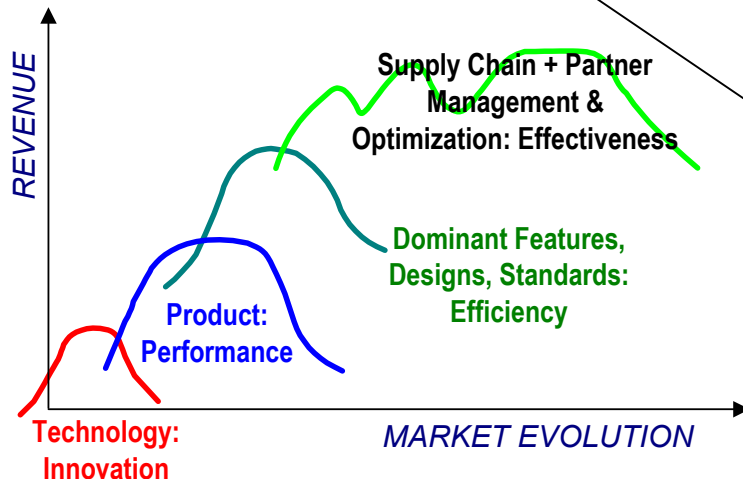 REVENUE
Supply Chain + Partner
Management &
Optimization: Effectiveness
Dominant Features,
Designs, Standards:
Efficiency
Product:
Performance
Technology:
Innovation
MARKET EVOLUTION